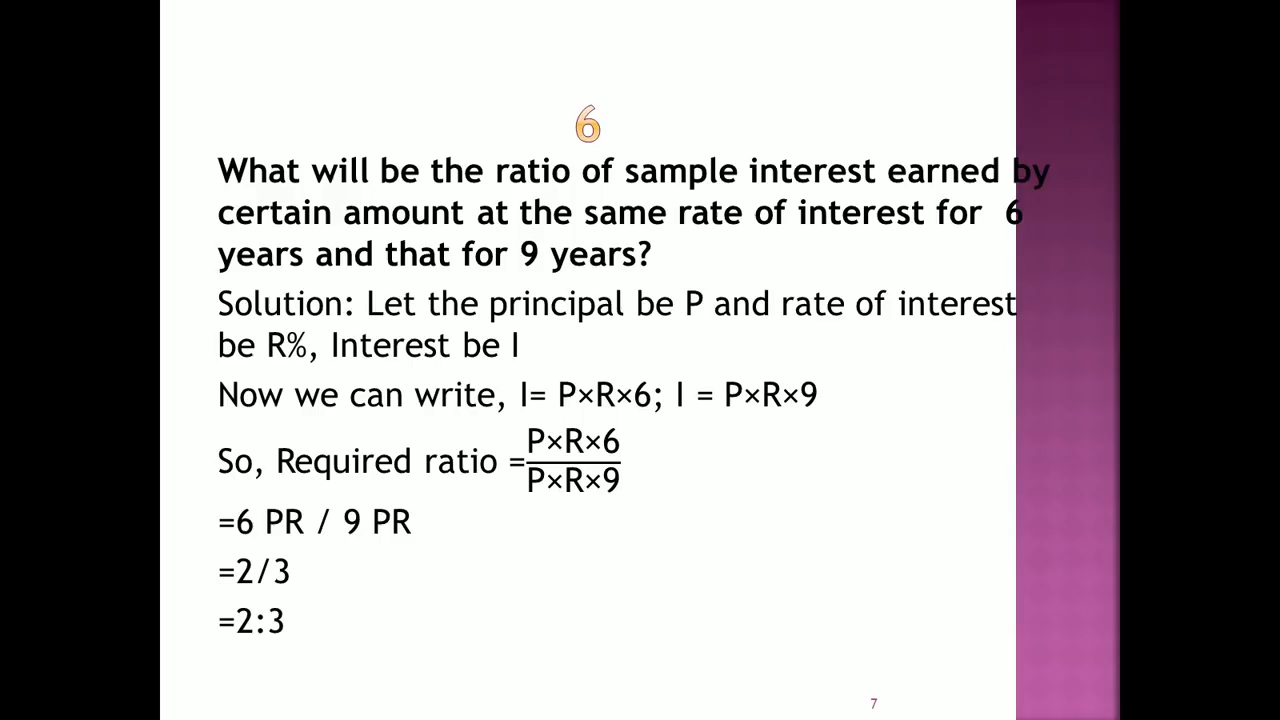 6
What will be the ratio of sample interest earned by
certain amount at the same rate of interest for 6
years and that for 9 years?
Solution: Let the principal be P and rate of interest
be R%, Interest be I
Now we can write, I= P×R×6; I = P×R×9
So, Required ratio =P×R×6
P×R×9
=6 PR / 9 PR
=2/3
=2:3
7